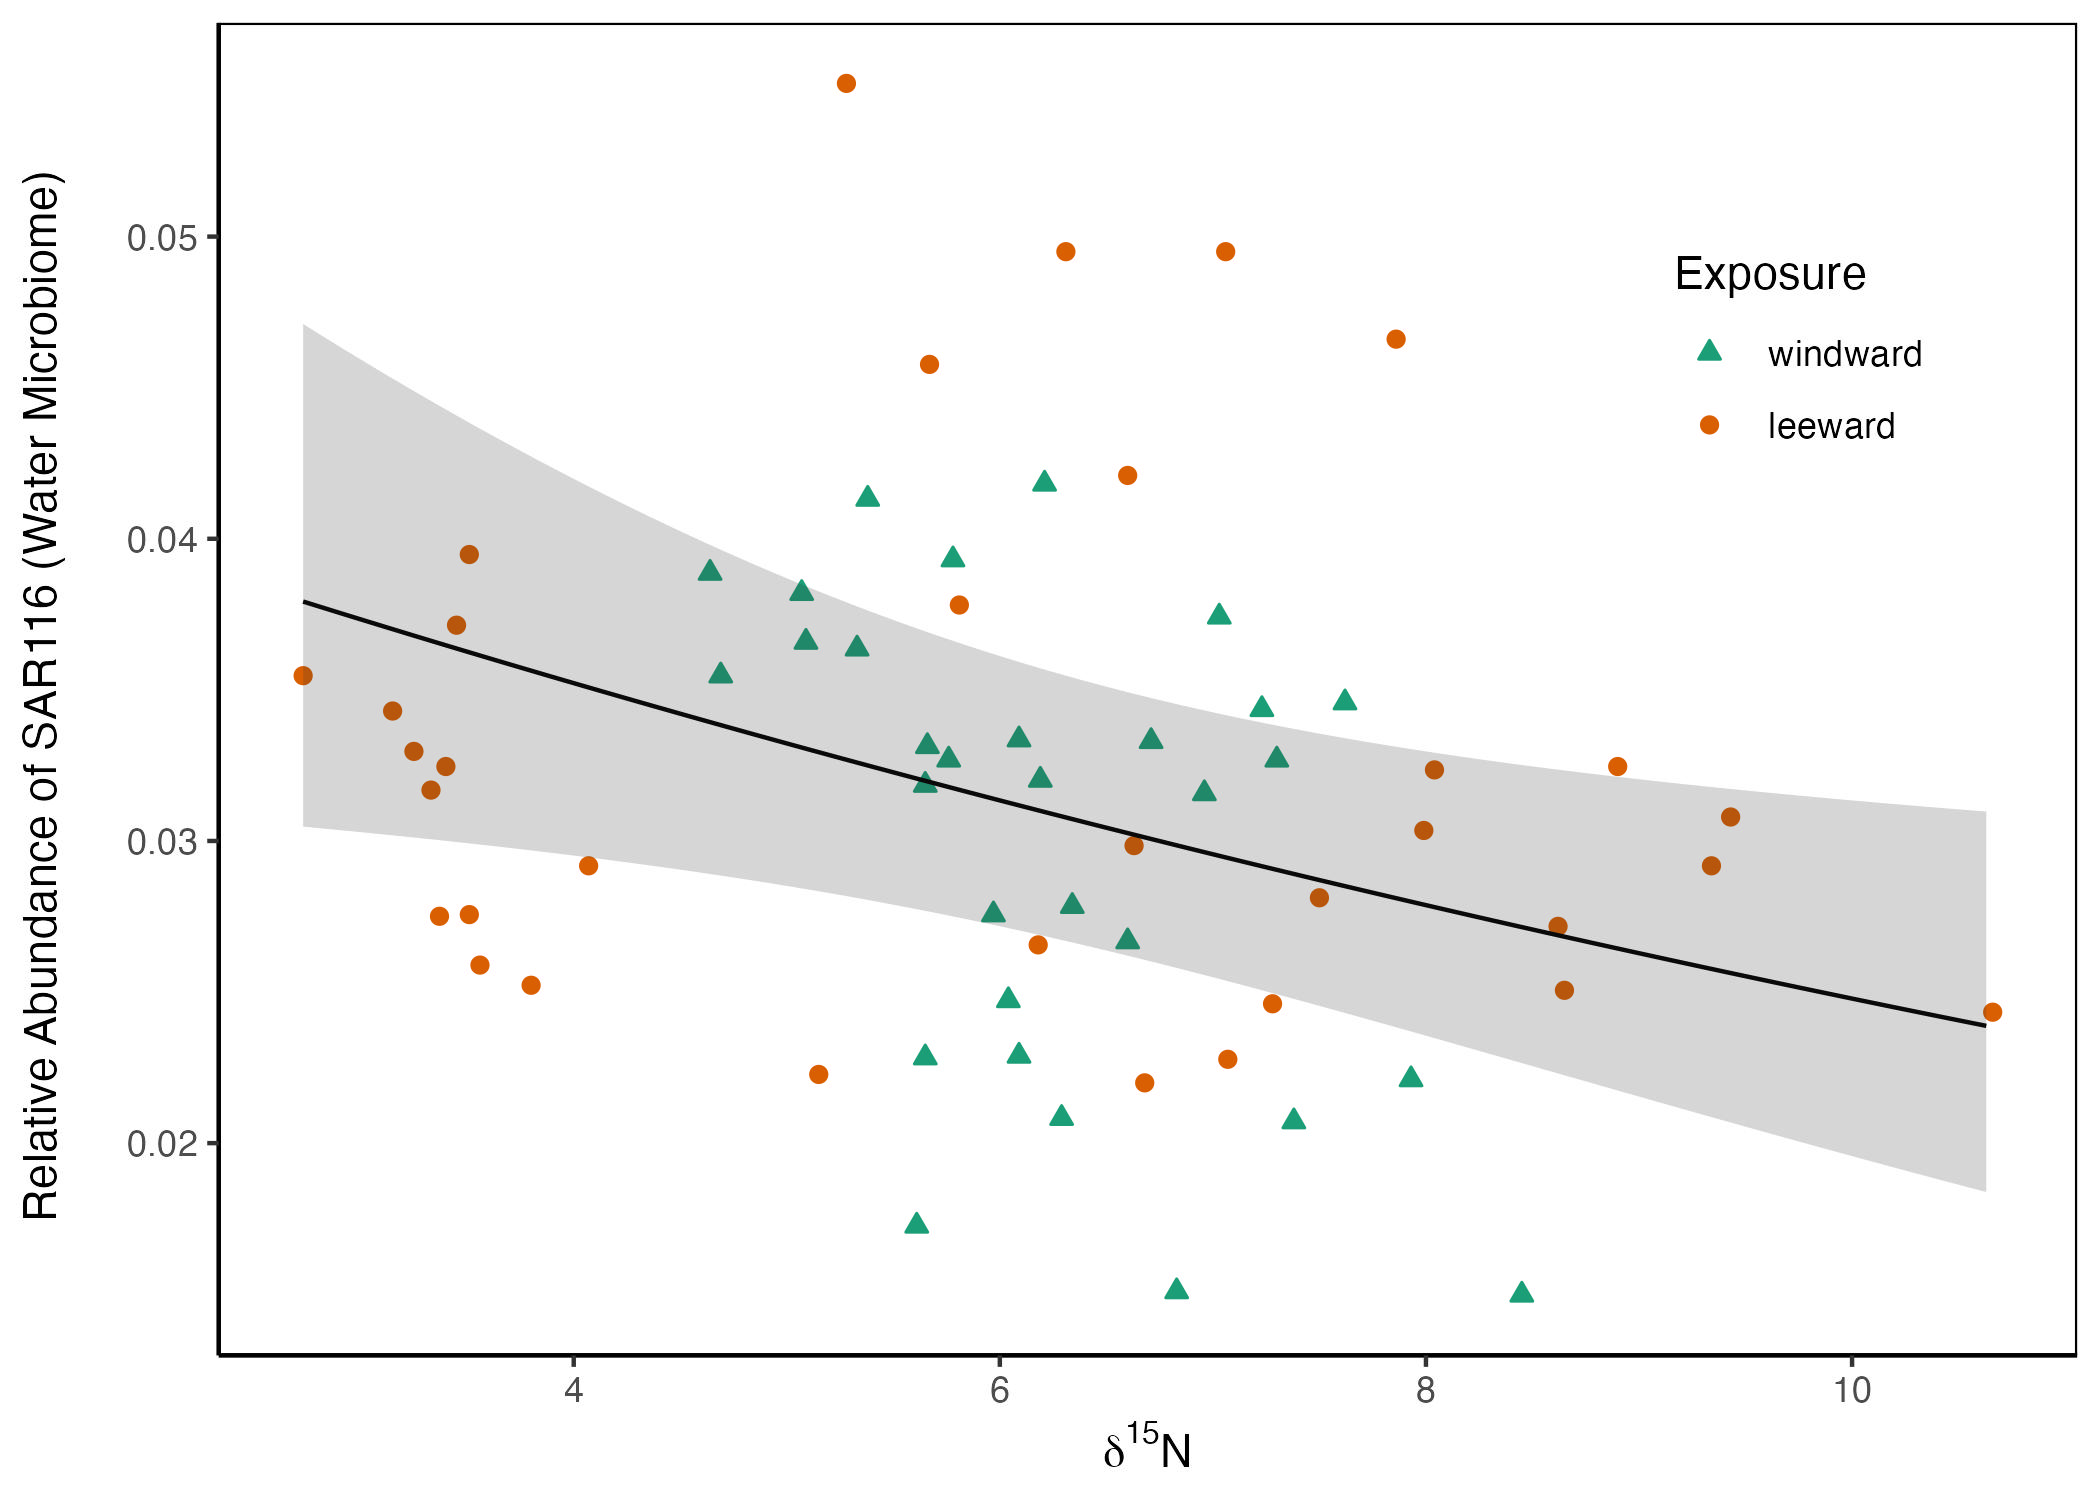 Relative Abundance of SAR116 (Water Microbiome)
0.05
0.04
0.03
0.02
Exposure
windward
leeward
4 6 8 10
δ¹⁵N